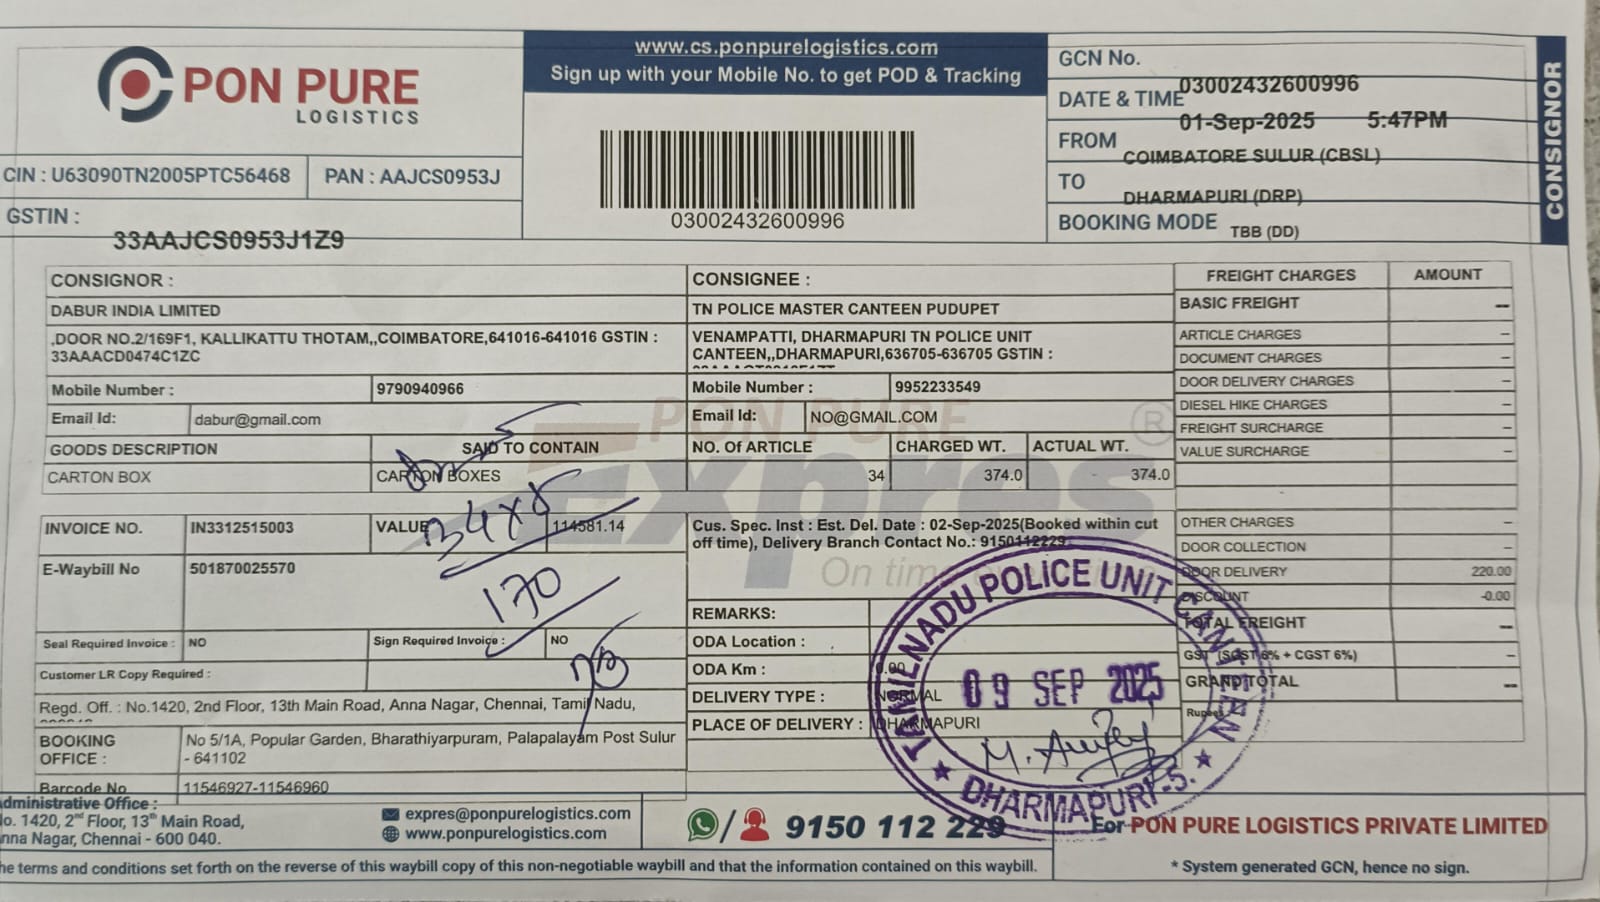 PON PURE
LOGISTICS
www.cs.ponpurelogistics.com
Sign up with your Mobile No. to get POD & Tracking
03002432600996
GCN No. 03002432600996
DATE & TIME 01-Sep-2025 5:47PM
FROM COIMBATORE SULUR (CBSL)
TO DHARMAPURI (DRP)
BOOKING MODE TBB (DD)
CONSIGNOR
CIN : U63090TN2005PTC56468 PAN : AAJCS0953J
GSTIN : 33AAJCS0953J1Z9
CONSIGNOR :
DABUR INDIA LIMITED
,DOOR NO.2/169F1, KALLIKATTU THOTAM,,COIMBATORE,641016-641016 GSTIN :
33AAACD0474C1ZC
Mobile Number : 9790940966
Email Id: dabur@gmail.com
GOODS DESCRIPTION SAID TO CONTAIN
CARTON BOX CARTON BOXES
CONSIGNEE :
TN POLICE MASTER CANTEEN PUDUPET
VENAMPATTI, DHARMAPURI TN POLICE UNIT
CANTEEN,,DHARMAPURI,636705-636705 GSTIN :
Mobile Number : 9952233549
Email Id: NO@GMAIL.COM
NO. OF ARTICLE CHARGED WT. ACTUAL WT.
34 374.0 374.0
PON PURE
Expres
®
On time
FREIGHT CHARGES AMOUNT
BASIC FREIGHT --
ARTICLE CHARGES -
DOCUMENT CHARGES -
DOOR DELIVERY CHARGES -
DIESEL HIKE CHARGES -
FREIGHT SURCHARGE -
VALUE SURCHARGE -
OTHER CHARGES -
DOOR COLLECTION -
DOOR DELIVERY 220.00
DISCOUNT -0.00
TOTAL FREIGHT --
GST (SGST 6% + CGST 6%) -
GRAND TOTAL --
Rupees
INVOICE NO. IN3312515003 VALUE 114581.14
E-Waybill No 501870025570
34 x 5
170
Seal Required Invoice : NO Sign Required Invoice : NO
Customer LR Copy Required :
Regd. Off. : No.1420, 2nd Floor, 13th Main Road, Anna Nagar, Chennai, Tamil Nadu,
BOOKING OFFICE : No 5/1A, Popular Garden, Bharathiyarpuram, Palapalayam Post Sulur
- 641102
Barcode No 11546927-11546960
Cus. Spec. Inst : Est. Del. Date : 02-Sep-2025(Booked within cut
off time), Delivery Branch Contact No.: 9150112229
REMARKS:
ODA Location :
ODA Km : 0.00
DELIVERY TYPE : NORMAL
PLACE OF DELIVERY : DHARMAPURI
TAMILNADU POLICE UNIT CANTEEN
09 SEP 2025
★ DHARMAPURI-5. ★
Administrative Office :
No. 1420, 2nd Floor, 13th Main Road,
Anna Nagar, Chennai - 600 040.
expres@ponpurelogistics.com
www.ponpurelogistics.com
9150 112 229
For PON PURE LOGISTICS PRIVATE LIMITED
he terms and conditions set forth on the reverse of this waybill copy of this non-negotiable waybill and that the information contained on this waybill.
* System generated GCN, hence no sign.